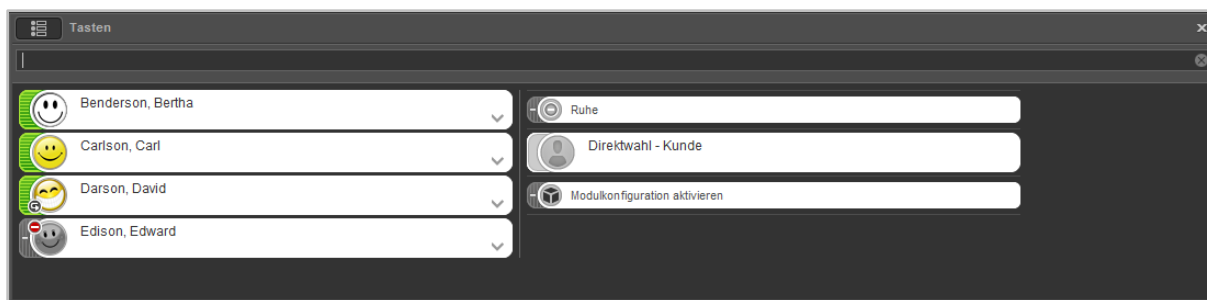 Tasten
Benderson, Bertha
Carlson, Carl
Darson, David
Edison, Edward
Ruhe
Direktwahl - Kunde
Modulkonfiguration aktivieren